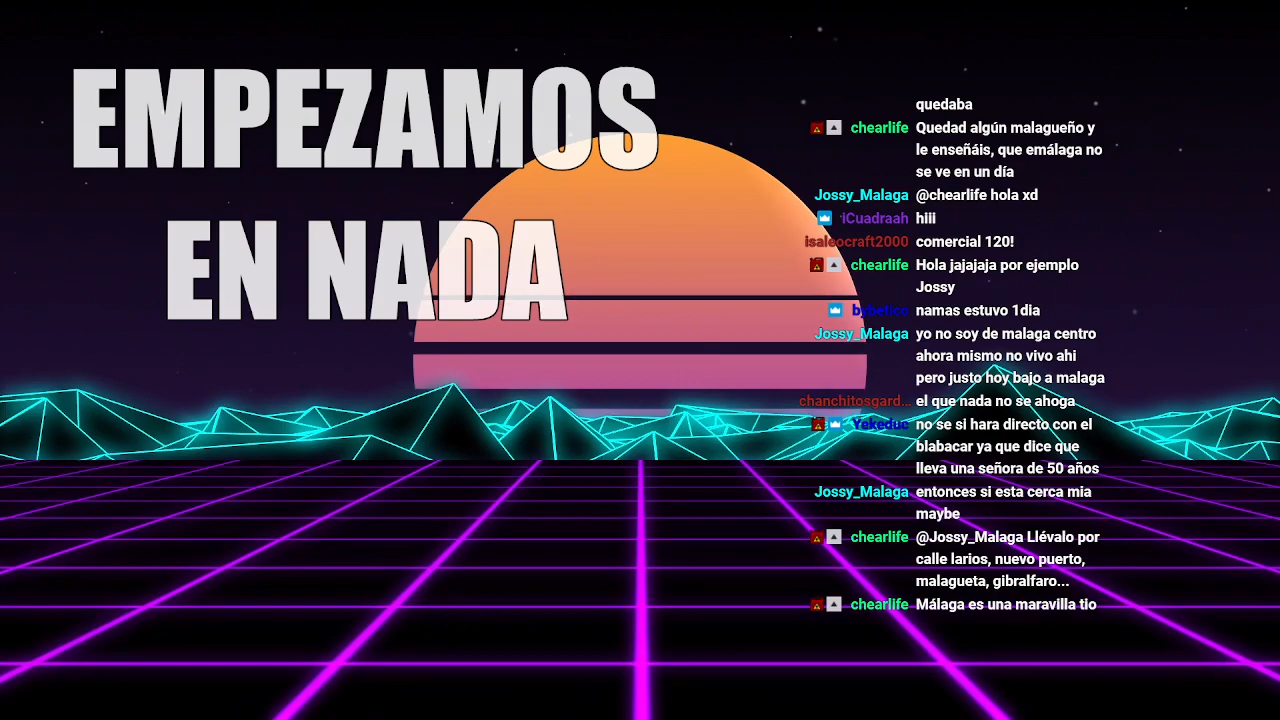 EMPEZAMOS
EN NADA
quedaba
chearlife Quedad algún malagueño y
le enseñáis, que emálaga no
se ve en un día
Jossy_Malaga @chearlife hola xd
iCuadraah hiii
isaleocraft2000 comercial 120!
chearlife Hola jajajaja por ejemplo
Jossy
bybetico namas estuvo 1dia
Jossy_Malaga yo no soy de malaga centro
ahora mismo no vivo ahi
pero justo hoy bajo a malaga
chanchitosgard... el que nada no se ahoga
Yekeduc no se si hara directo con el
blabacar ya que dice que
lleva una señora de 50 años
Jossy_Malaga entonces si esta cerca mia
maybe
chearlife @Jossy_Malaga Llévalo por
calle larios, nuevo puerto,
malagueta, gibralfaro...
chearlife Málaga es una maravilla tio